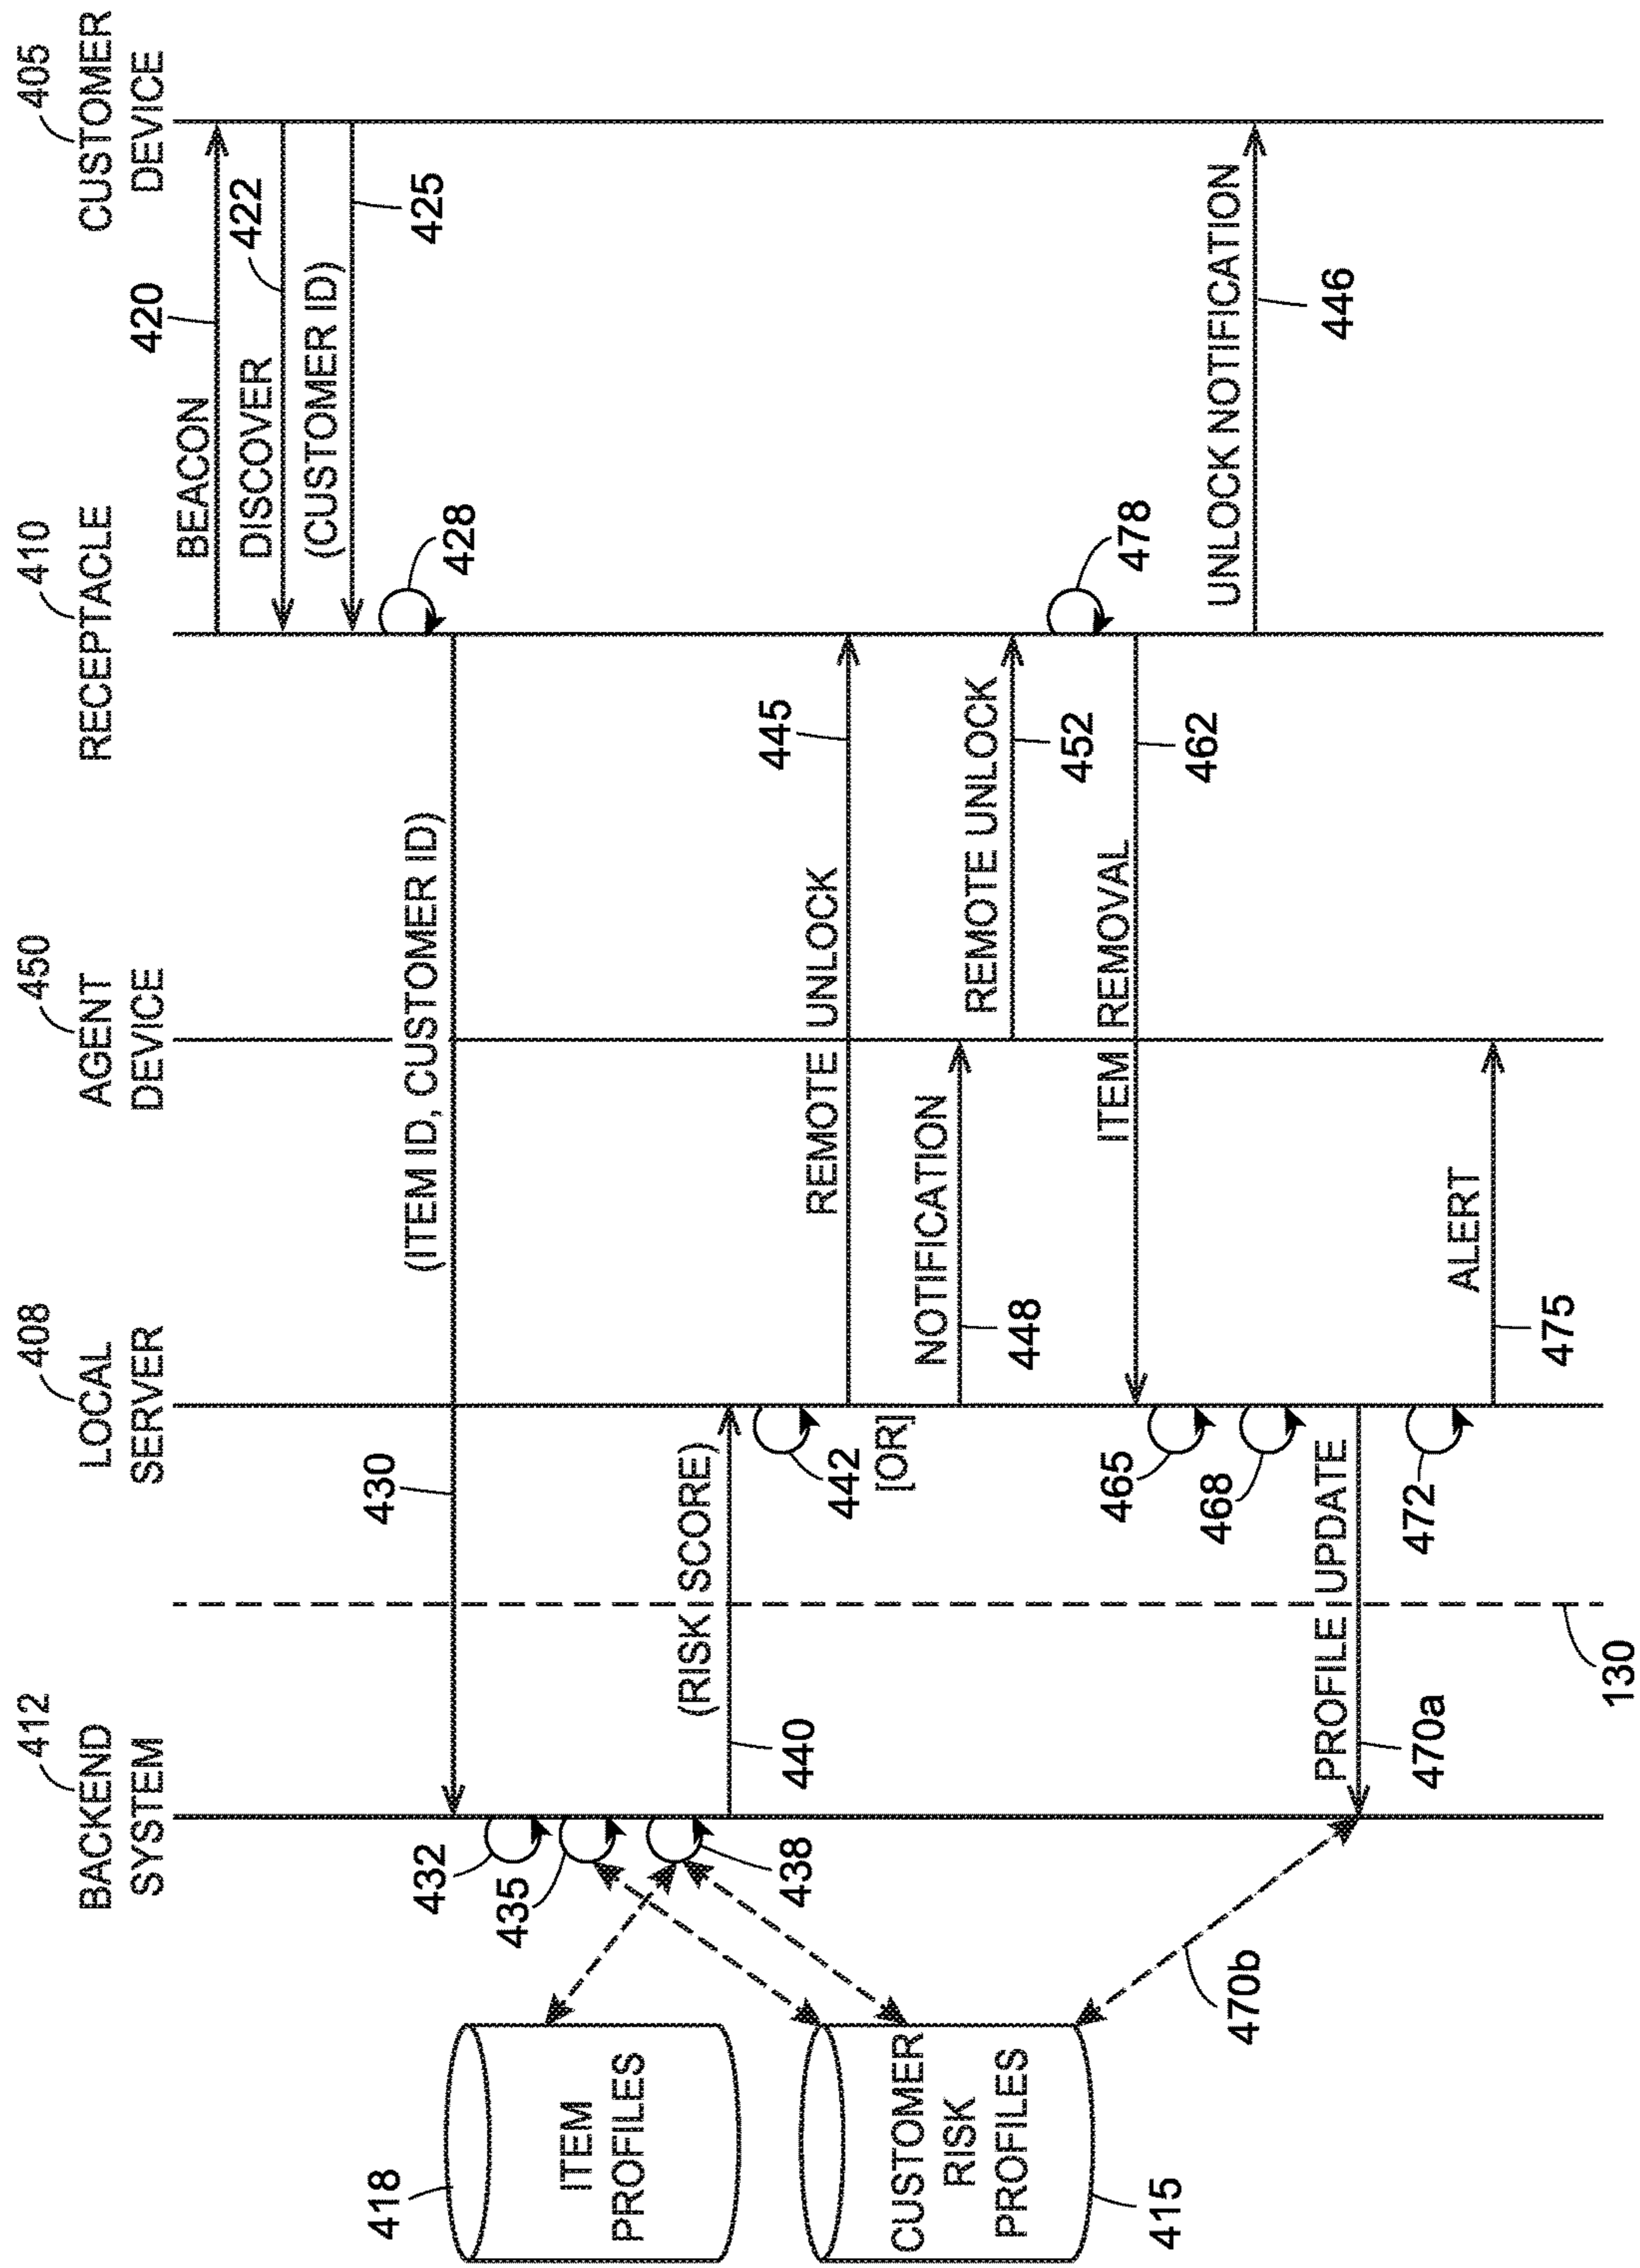 412
BACKEND
SYSTEM
408
LOCAL
SERVER
450
AGENT
DEVICE
410
RECEPTACLE
405
CUSTOMER
DEVICE
BEACON
420
DISCOVER
422
(CUSTOMER ID)
425
428
430
(ITEM ID, CUSTOMER ID)
432
435
438
418
ITEM
PROFILES
(RISK SCORE)
440
442
[OR]
REMOTE UNLOCK
445
NOTIFICATION
448
REMOTE UNLOCK
452
478
ITEM REMOVAL
462
UNLOCK NOTIFICATION
446
465
468
CUSTOMER
RISK
PROFILES
415
470b
PROFILE UPDATE
470a
472
ALERT
475
130